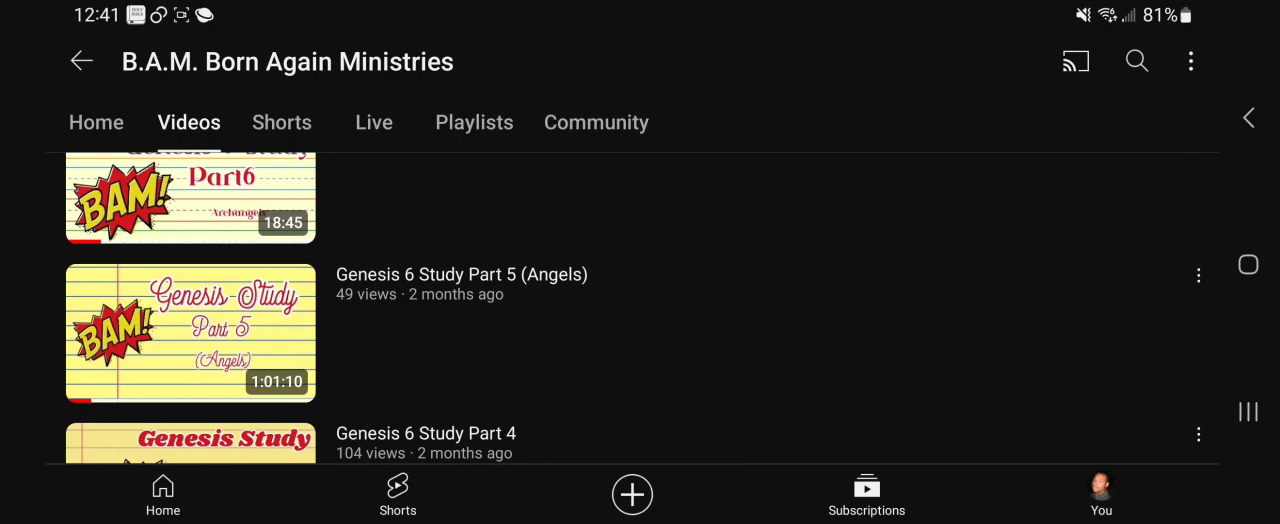 12:41
81%
B.A.M. Born Again Ministries
Home Videos Shorts Live Playlists Community
Part6
BAM!
Archangels
18:45
Genesis 6 Study Part 5 (Angels)
49 views · 2 months ago
Genesis Study
Part 5
BAM!
(Angels)
1:01:10
Genesis Study
Genesis 6 Study Part 4
104 views · 2 months ago
Home Shorts Subscriptions You